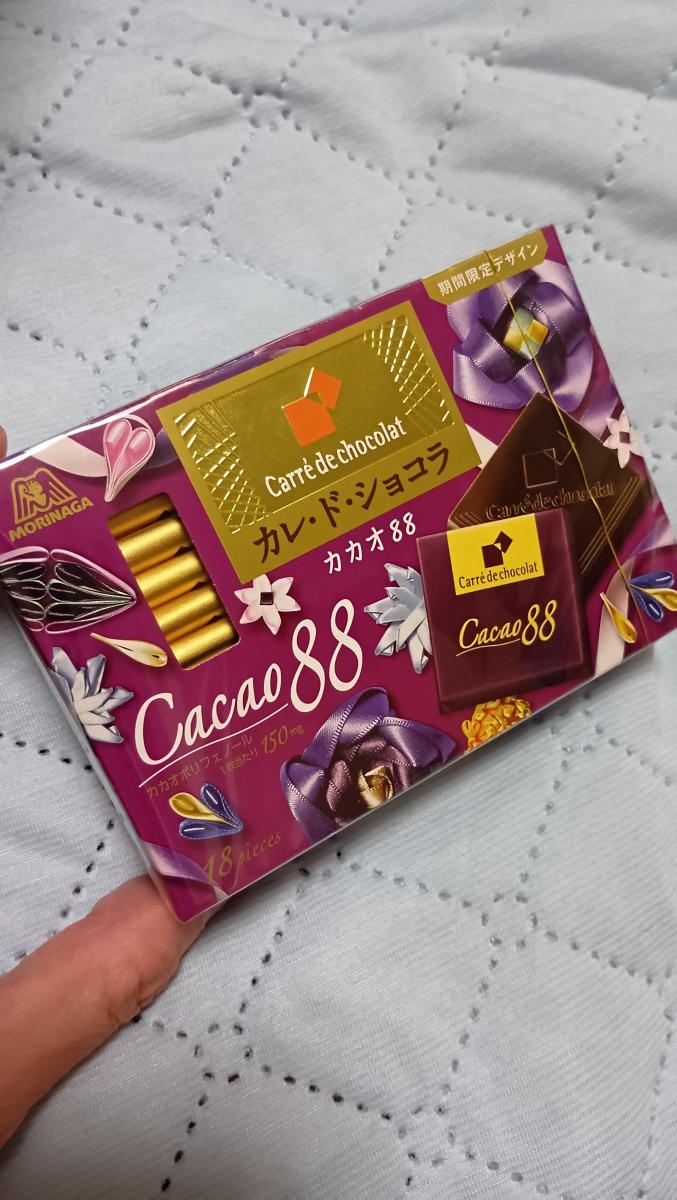 期間限定デザイン
Carré de chocolat
カレ・ド・ショコラ
カカオ88
MORINAGA
Carré de chocolat
Carré de chocolat
Cacao 88
Cacao 88
カカオポリフェノール
1枚当たり 150mg
18 pieces